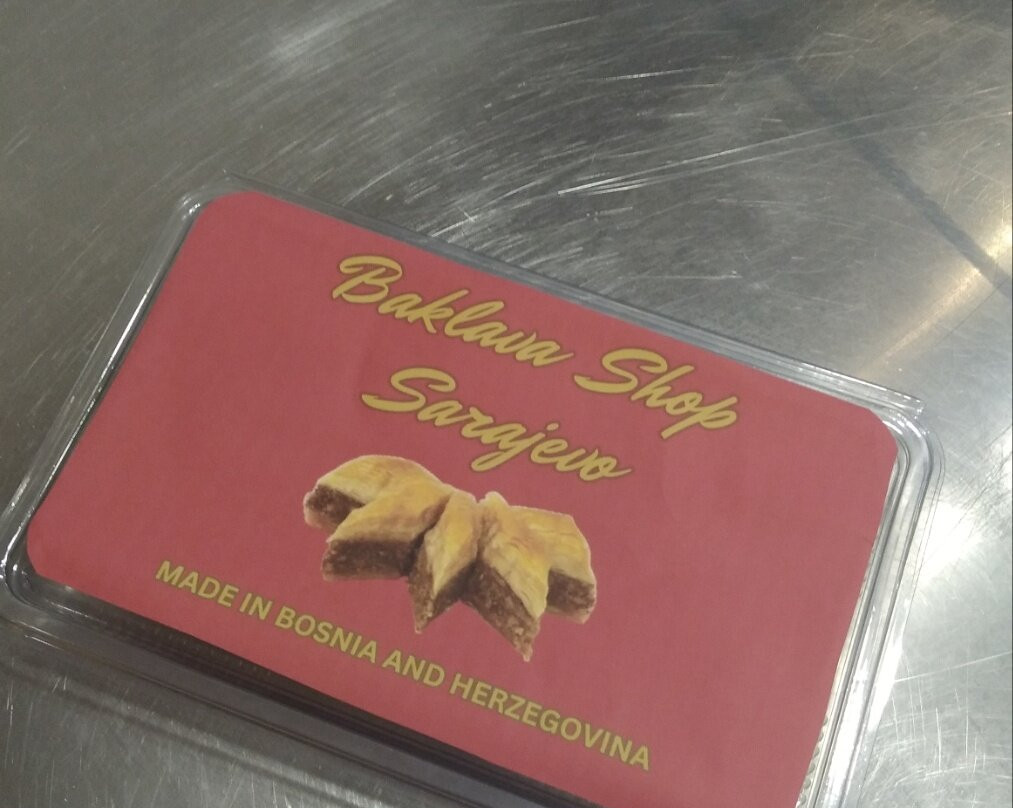 Baklava Shop
Sarajevo
MADE IN BOSNIA AND HERZEGOVINA